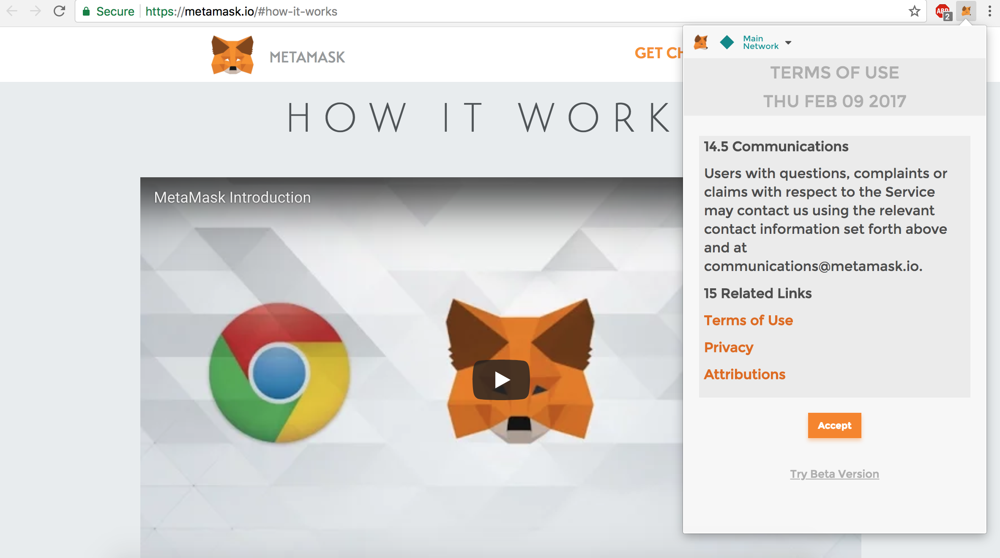 Secure https://metamask.io/#how-it-works
ABP
2
METAMASK
GET CH
HOW IT WORK
MetaMask Introduction
Main
Network
TERMS OF USE
THU FEB 09 2017
14.5 Communications
Users with questions, complaints or
claims with respect to the Service
may contact us using the relevant
contact information set forth above
and at
communications@metamask.io.
15 Related Links
Terms of Use
Privacy
Attributions
Accept
Try Beta Version